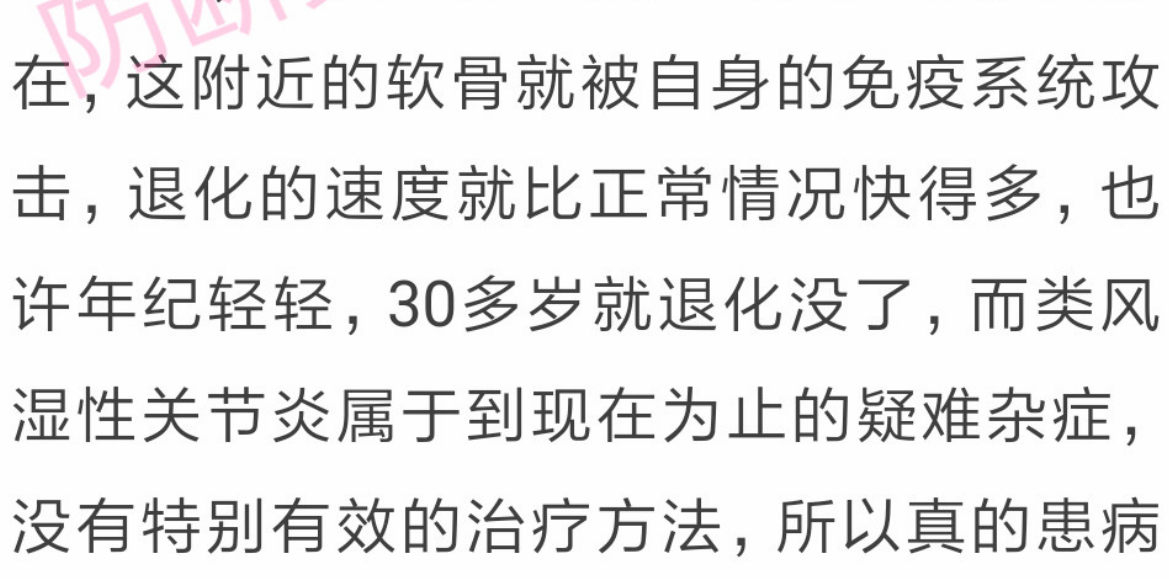 防断
在，这附近的软骨就被自身的免疫系统攻
击，退化的速度就比正常情况快得多，也
许年纪轻轻，30多岁就退化没了，而类风
湿性关节炎属于到现在为止的疑难杂症，
没有特别有效的治疗方法，所以真的患病